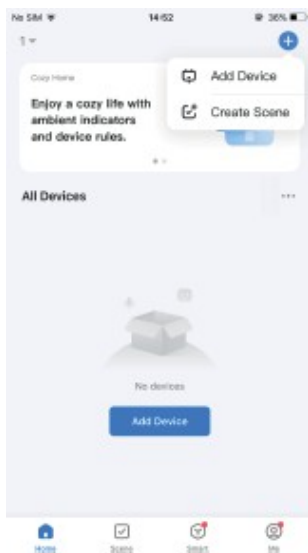 No SIM
14:52
36%
1
Add Device
Create Scene
Cozy Home
Enjoy a cozy life with
ambient indicators
and device rules.
All Devices
...
No devices
Add Device
Home
Scene
Smart
Me